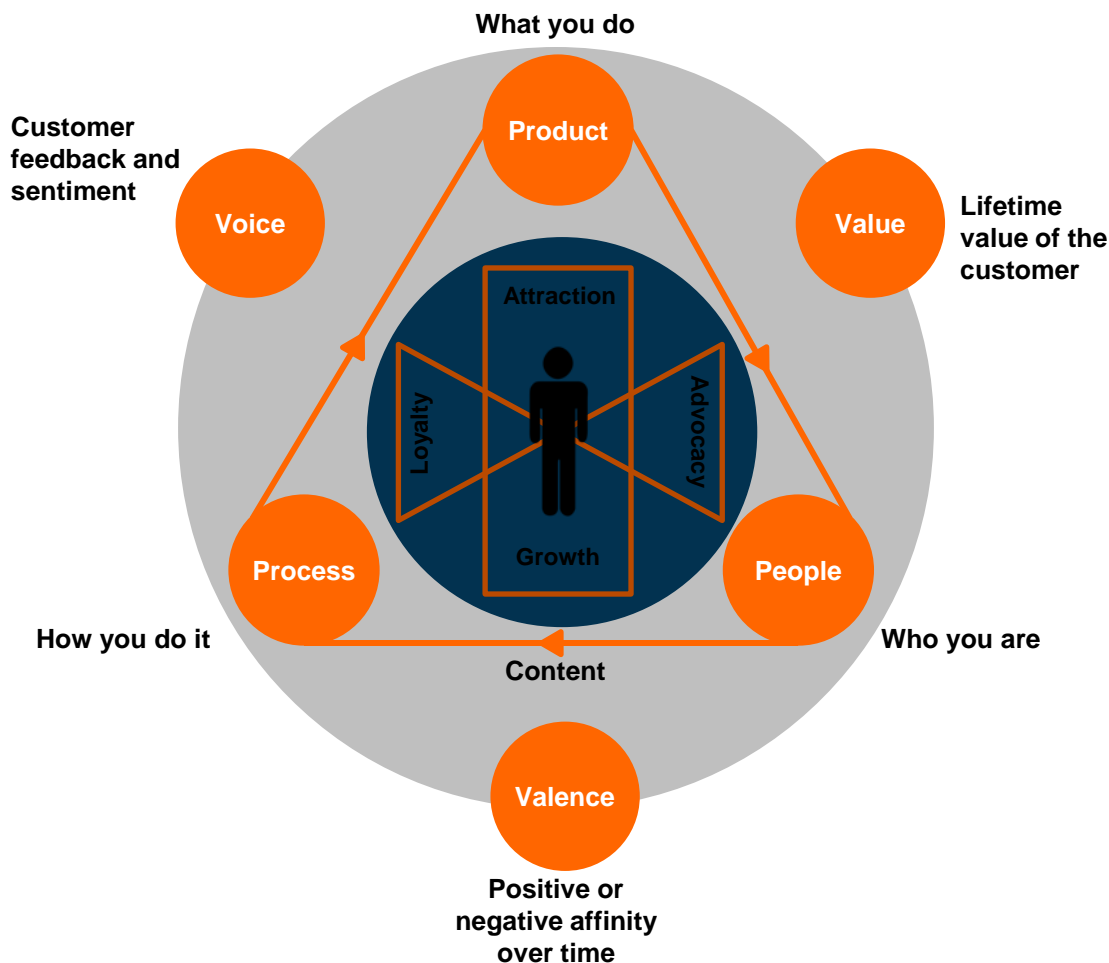 What you do
Product
Customer
feedback and
sentiment
Voice
Value
Lifetime
value of the
customer
Attraction
Loyalty
Advocacy
Growth
Process
People
How you do it
Who you are
Content
Valence
Positive or
negative affinity
over time